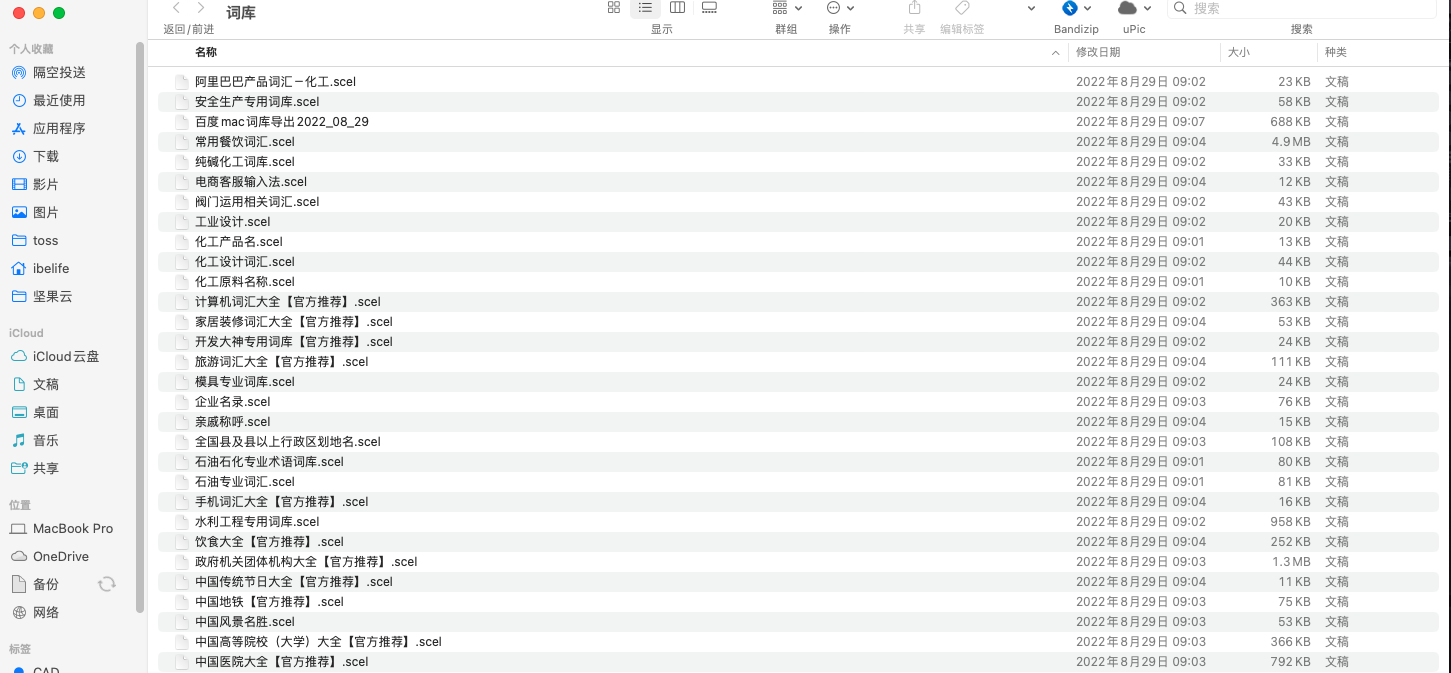 词库
返回/前进
显示
群组
操作
共享
编辑标签
Bandizip
uPic
搜索
搜索
个人收藏
隔空投送
最近使用
应用程序
下载
影片
图片
toss
ibelife
坚果云
iCloud
iCloud云盘
文稿
桌面
音乐
共享
位置
MacBook Pro
OneDrive
备份
网络
标签
CAD
名称 修改日期 大小 种类
阿里巴巴产品词汇－化工.scel 2022年8月29日 09:02 23 KB 文稿
安全生产专用词库.scel 2022年8月29日 09:02 58 KB 文稿
百度mac词库导出2022_08_29 2022年8月29日 09:07 688 KB 文稿
常用餐饮词汇.scel 2022年8月29日 09:04 4.9 MB 文稿
纯碱化工词库.scel 2022年8月29日 09:02 33 KB 文稿
电商客服输入法.scel 2022年8月29日 09:04 12 KB 文稿
阀门运用相关词汇.scel 2022年8月29日 09:02 43 KB 文稿
工业设计.scel 2022年8月29日 09:02 20 KB 文稿
化工产品名.scel 2022年8月29日 09:01 13 KB 文稿
化工设计词汇.scel 2022年8月29日 09:02 44 KB 文稿
化工原料名称.scel 2022年8月29日 09:01 10 KB 文稿
计算机词汇大全【官方推荐】.scel 2022年8月29日 09:02 363 KB 文稿
家居装修词汇大全【官方推荐】.scel 2022年8月29日 09:04 53 KB 文稿
开发大神专用词库【官方推荐】.scel 2022年8月29日 09:02 24 KB 文稿
旅游词汇大全【官方推荐】.scel 2022年8月29日 09:04 111 KB 文稿
模具专业词库.scel 2022年8月29日 09:02 24 KB 文稿
企业名录.scel 2022年8月29日 09:03 76 KB 文稿
亲戚称呼.scel 2022年8月29日 09:04 15 KB 文稿
全国县及县以上行政区划地名.scel 2022年8月29日 09:03 108 KB 文稿
石油石化专业术语词库.scel 2022年8月29日 09:01 80 KB 文稿
石油专业词汇.scel 2022年8月29日 09:01 81 KB 文稿
手机词汇大全【官方推荐】.scel 2022年8月29日 09:04 16 KB 文稿
水利工程专用词库.scel 2022年8月29日 09:02 958 KB 文稿
饮食大全【官方推荐】.scel 2022年8月29日 09:04 252 KB 文稿
政府机关团体机构大全【官方推荐】.scel 2022年8月29日 09:03 1.3 MB 文稿
中国传统节日大全【官方推荐】.scel 2022年8月29日 09:04 11 KB 文稿
中国地铁【官方推荐】.scel 2022年8月29日 09:03 75 KB 文稿
中国风景名胜.scel 2022年8月29日 09:03 53 KB 文稿
中国高等院校（大学）大全【官方推荐】.scel 2022年8月29日 09:03 366 KB 文稿
中国医院大全【官方推荐】.scel 2022年8月29日 09:03 792 KB 文稿